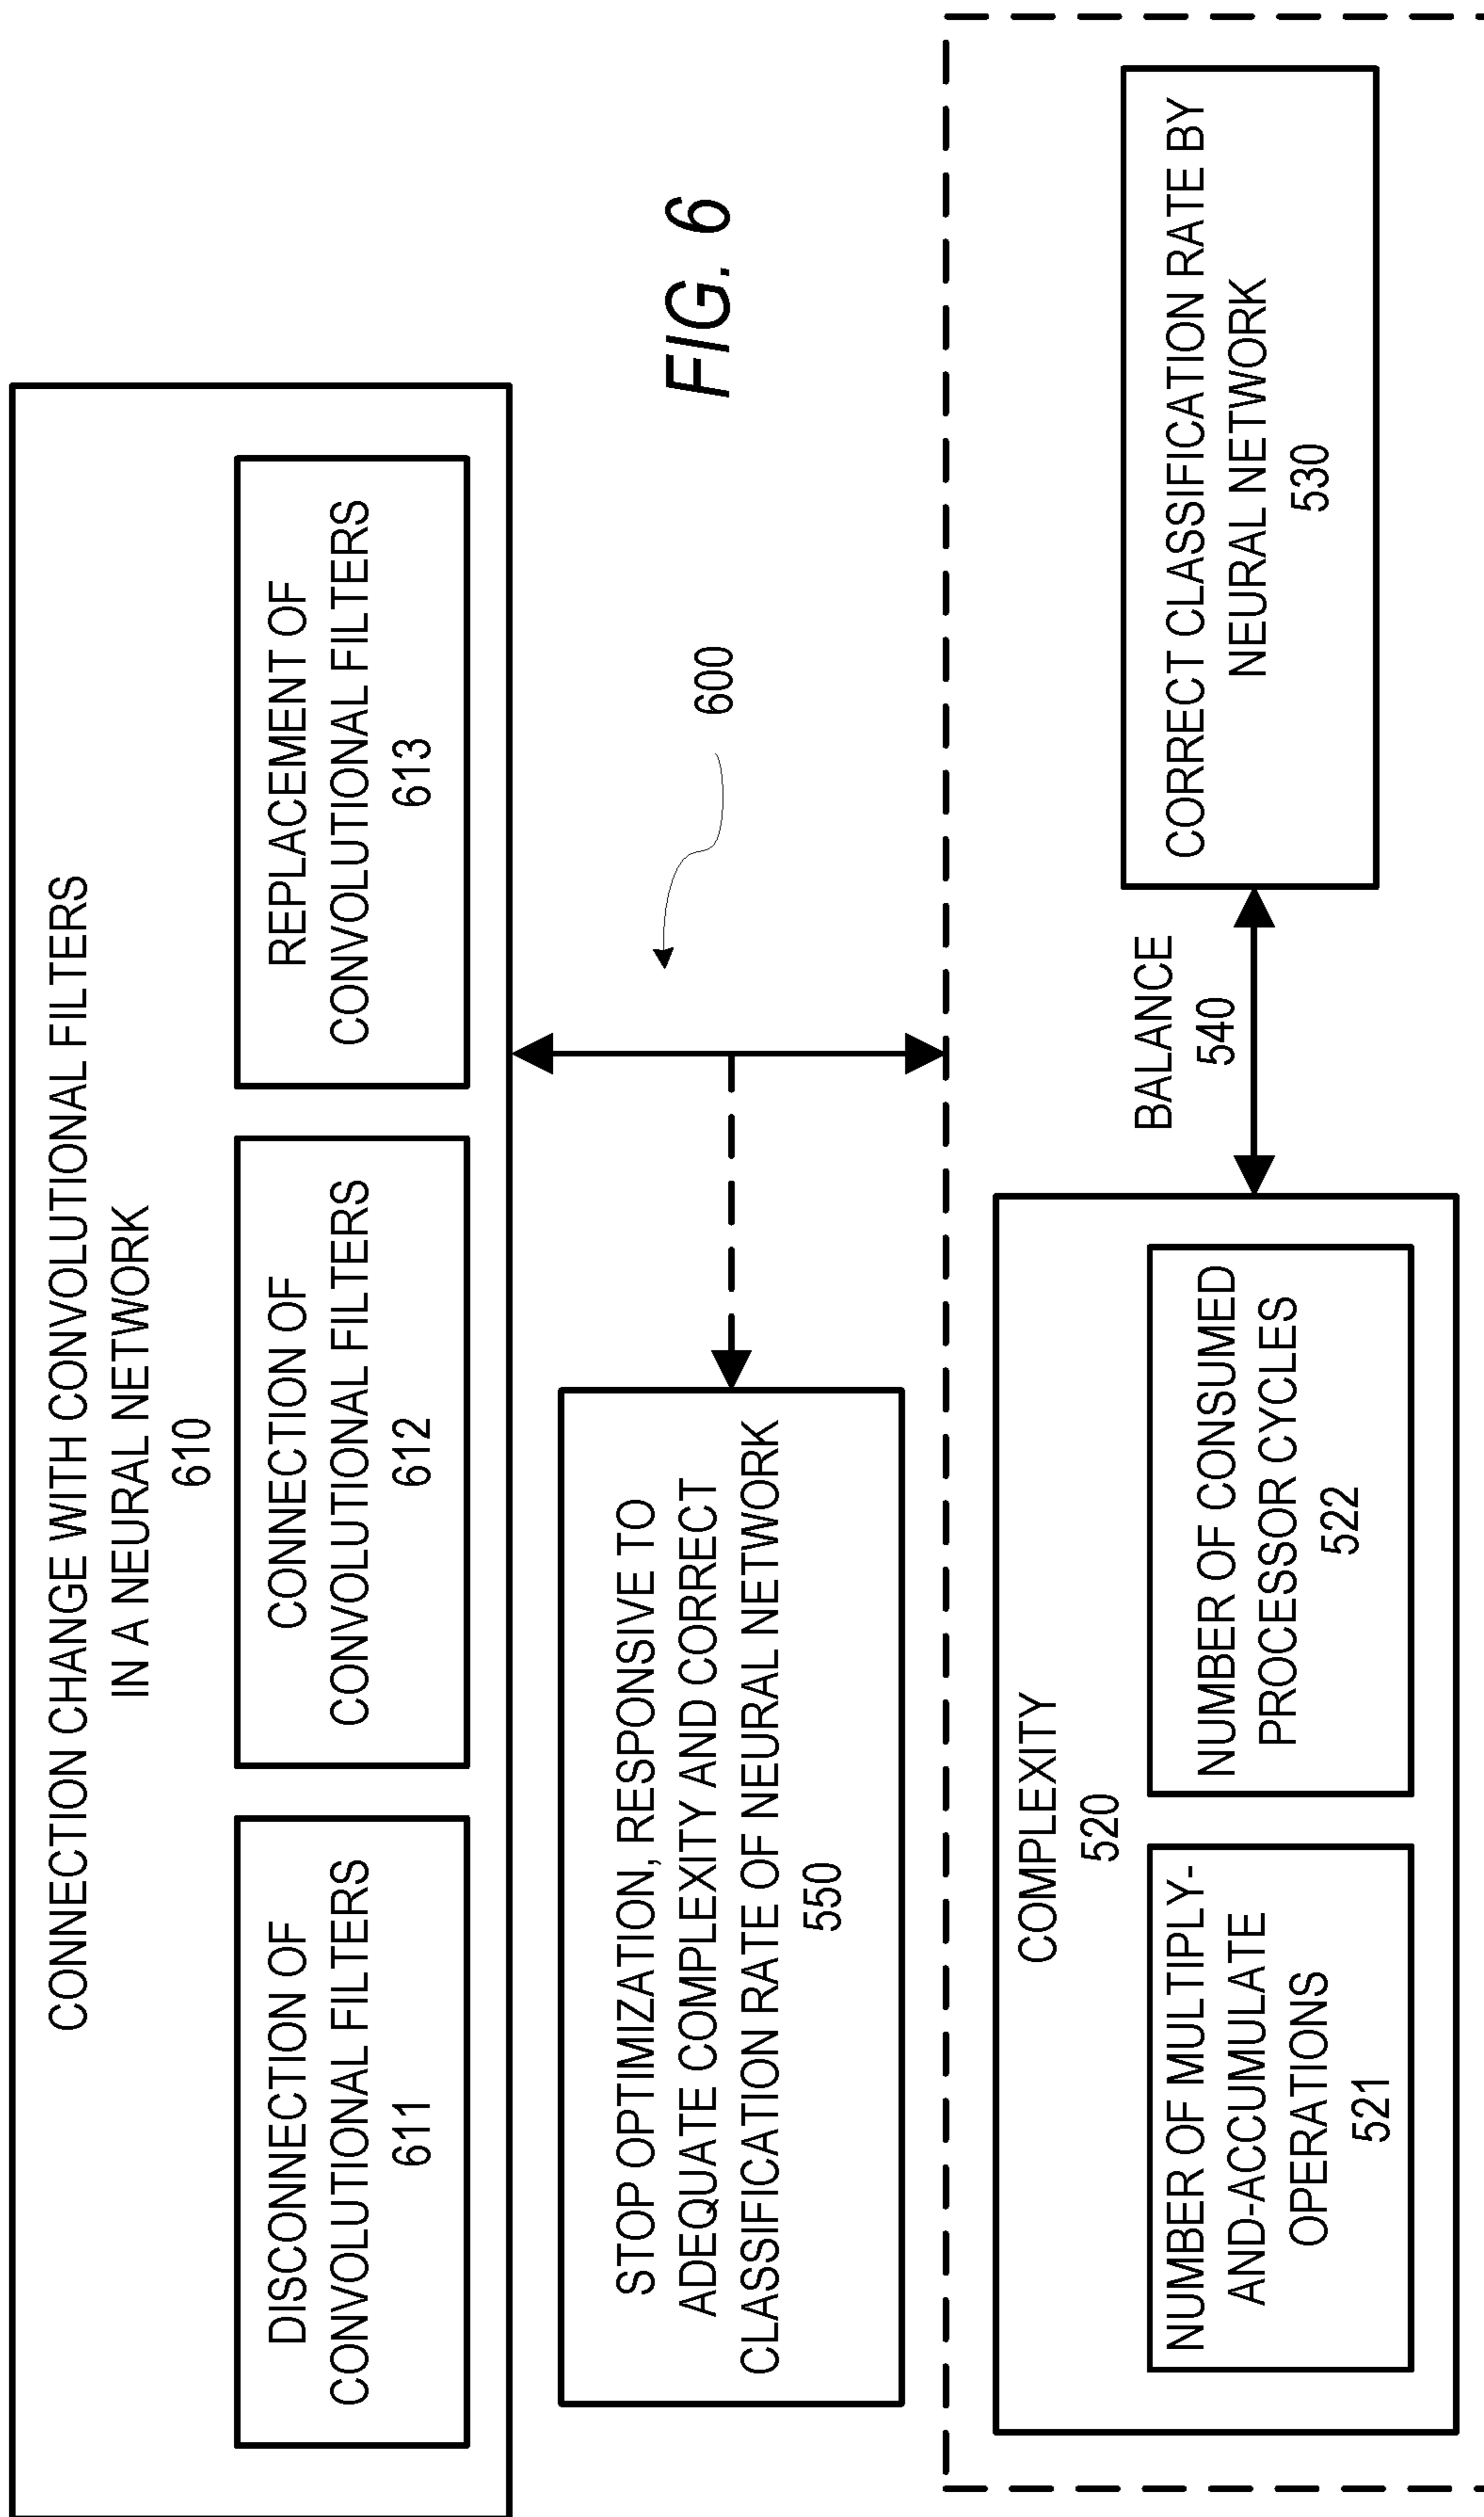 CONNECTION CHANGE WITH CONVOLUTIONAL FILTERS
IN A NEURAL NETWORK
610
DISCONNECTION OF
CONVOLUTIONAL FILTERS
611
CONNECTION OF
CONVOLUTIONAL FILTERS
612
REPLACEMENT OF
CONVOLUTIONAL FILTERS
613
STOP OPTIMIZATION, RESPONSIVE TO
ADEQUATE COMPLEXITY AND CORRECT
CLASSIFICATION RATE OF NEURAL NETWORK
550
600
FIG. 6
COMPLEXITY
520
NUMBER OF MULTIPLY-
AND-ACCUMULATE
OPERATIONS
521
NUMBER OF CONSUMED
PROCESSOR CYCLES
522
BALANCE
540
CORRECT CLASSIFICATION RATE BY
NEURAL NETWORK
530